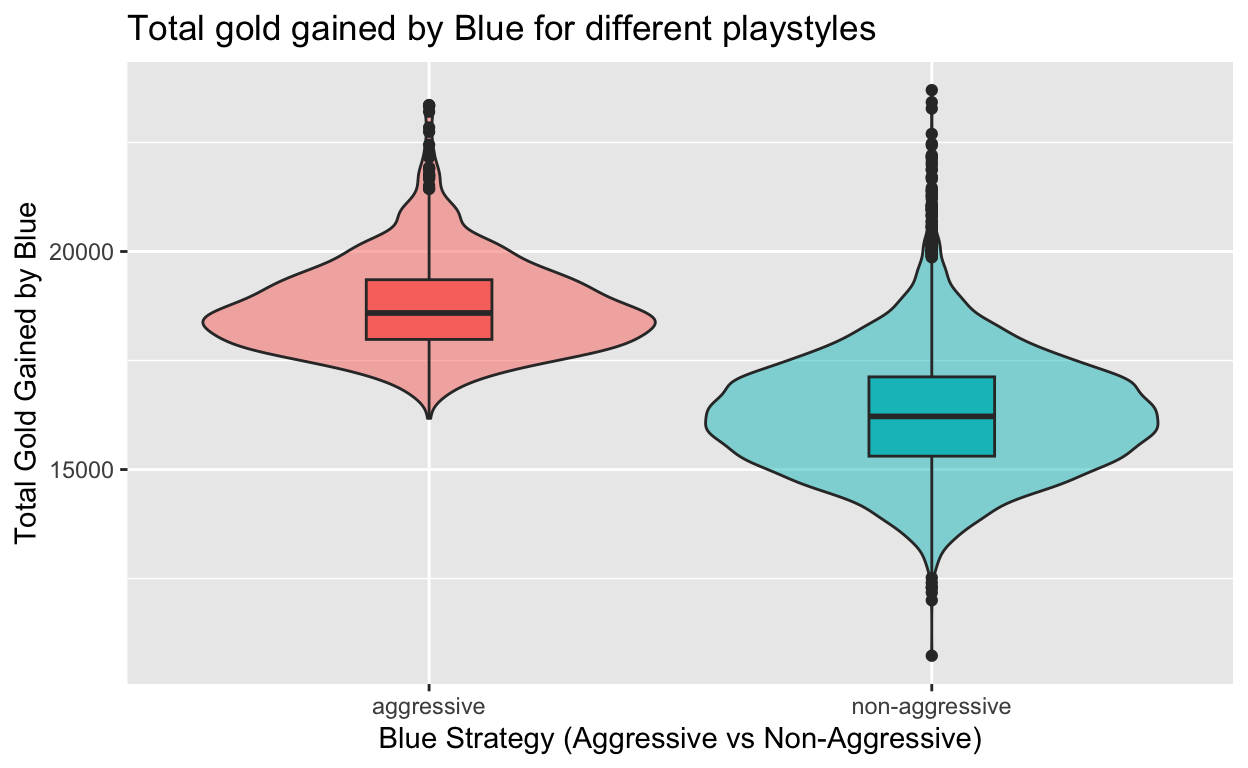 Total gold gained by Blue for different playstyles
Total Gold Gained by Blue
20000
15000
aggressive
non-aggressive
Blue Strategy (Aggressive vs Non-Aggressive)